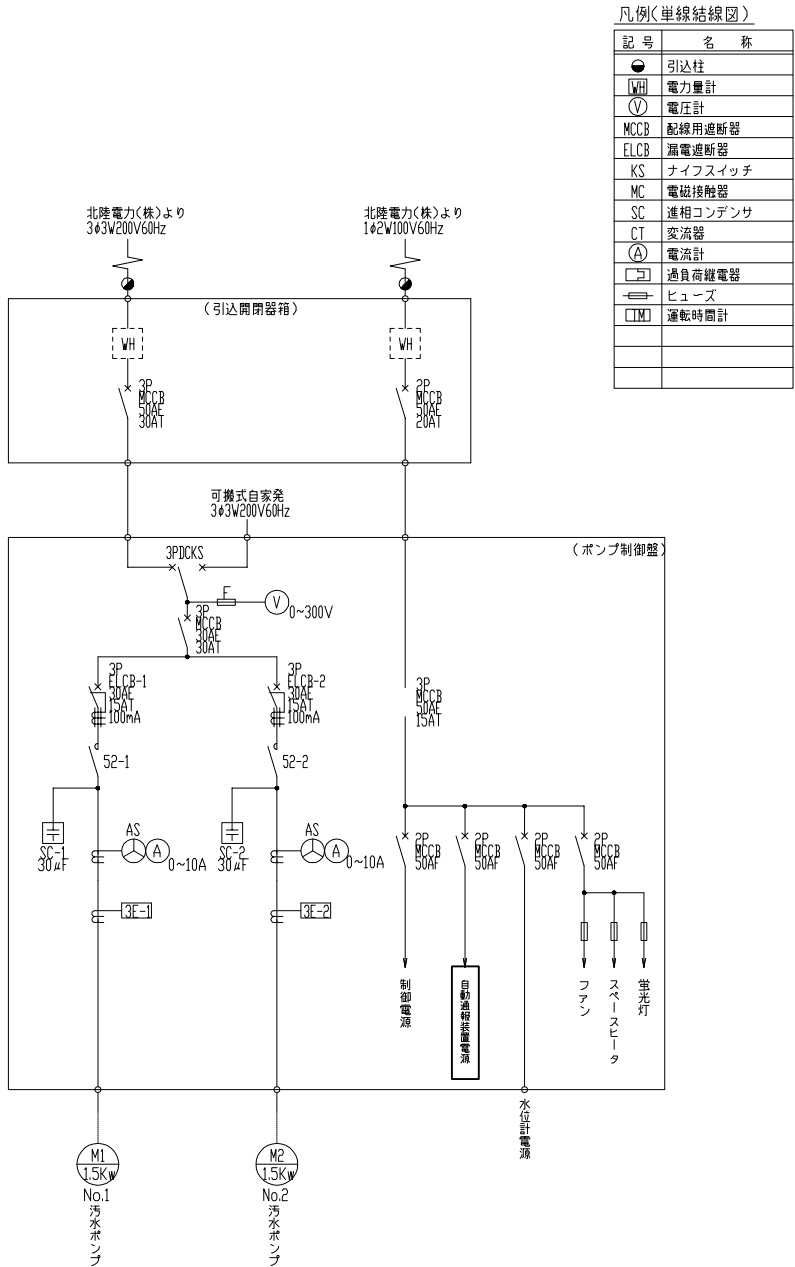 凡例(単線結線図)
記 号 名 称
引込柱
WH 電力量計
V 電圧計
MCCB 配線用遮断器
ELCB 漏電遮断器
KS ナイフスイッチ
MC 電磁接触器
SC 進相コンデンサ
CT 変流器
A 電流計
過負荷継電器
ヒューズ
TM 運転時間計
北陸電力(株)より
3φ3W200V60Hz
北陸電力(株)より
1φ2W100V60Hz
(引込開閉器箱)
WH
WH
3P
MCCB
50AF
30AT
2P
MCCB
50AF
20AT
可搬式自家発
3φ3W200V60Hz
(ポンプ制御盤)
3PDCKS
F
V
0~300V
3P
MCCB
30AF
30AT
3P
ELCB-1
30AF
15AT
100mA
3P
ELCB-2
30AF
15AT
100mA
3P
MCCB
50AF
15AT
52-1
52-2
SC-1
30μF
AS
A
0~10A
SC-2
30μF
AS
A
0~10A
2P
MCCB
50AF
2P
MCCB
50AF
2P
MCCB
50AF
2P
MCCB
50AF
3E-1
3E-2
制御電源
自動通報装置電源
ファン
スペースヒータ
蛍光灯
水位計電源
M1
1.5Kw
No.1
汚水ポンプ
M2
1.5Kw
No.2
汚水ポンプ